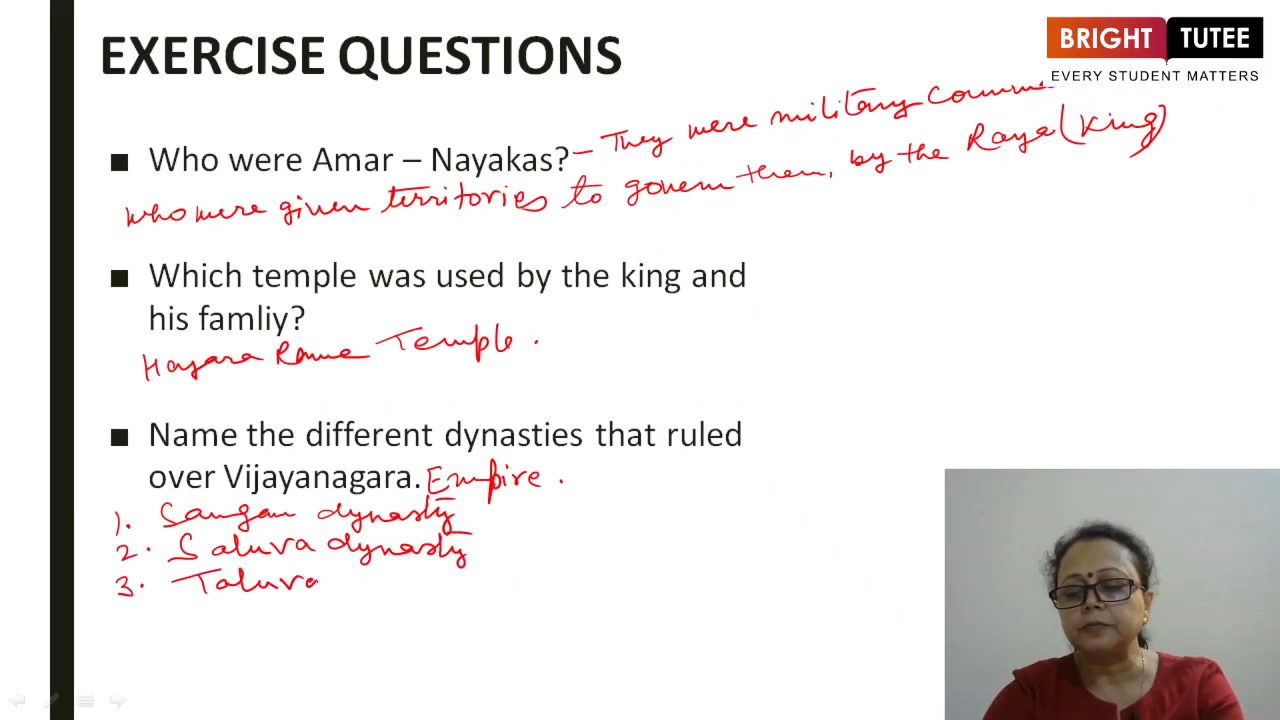 EXERCISE QUESTIONS
BRIGHT TUTEE
EVERY STUDENT MATTERS
■ Who were Amar – Nayakas? – They were military comm
who were given territories to govern them, by the Raya (King)
■ Which temple was used by the king and
his famliy?
Hazara Rama Temple.
■ Name the different dynasties that ruled
over Vijayanagara. Empire.
1. Sangam dynasty
2. Saluva dynasty
3. Taluva